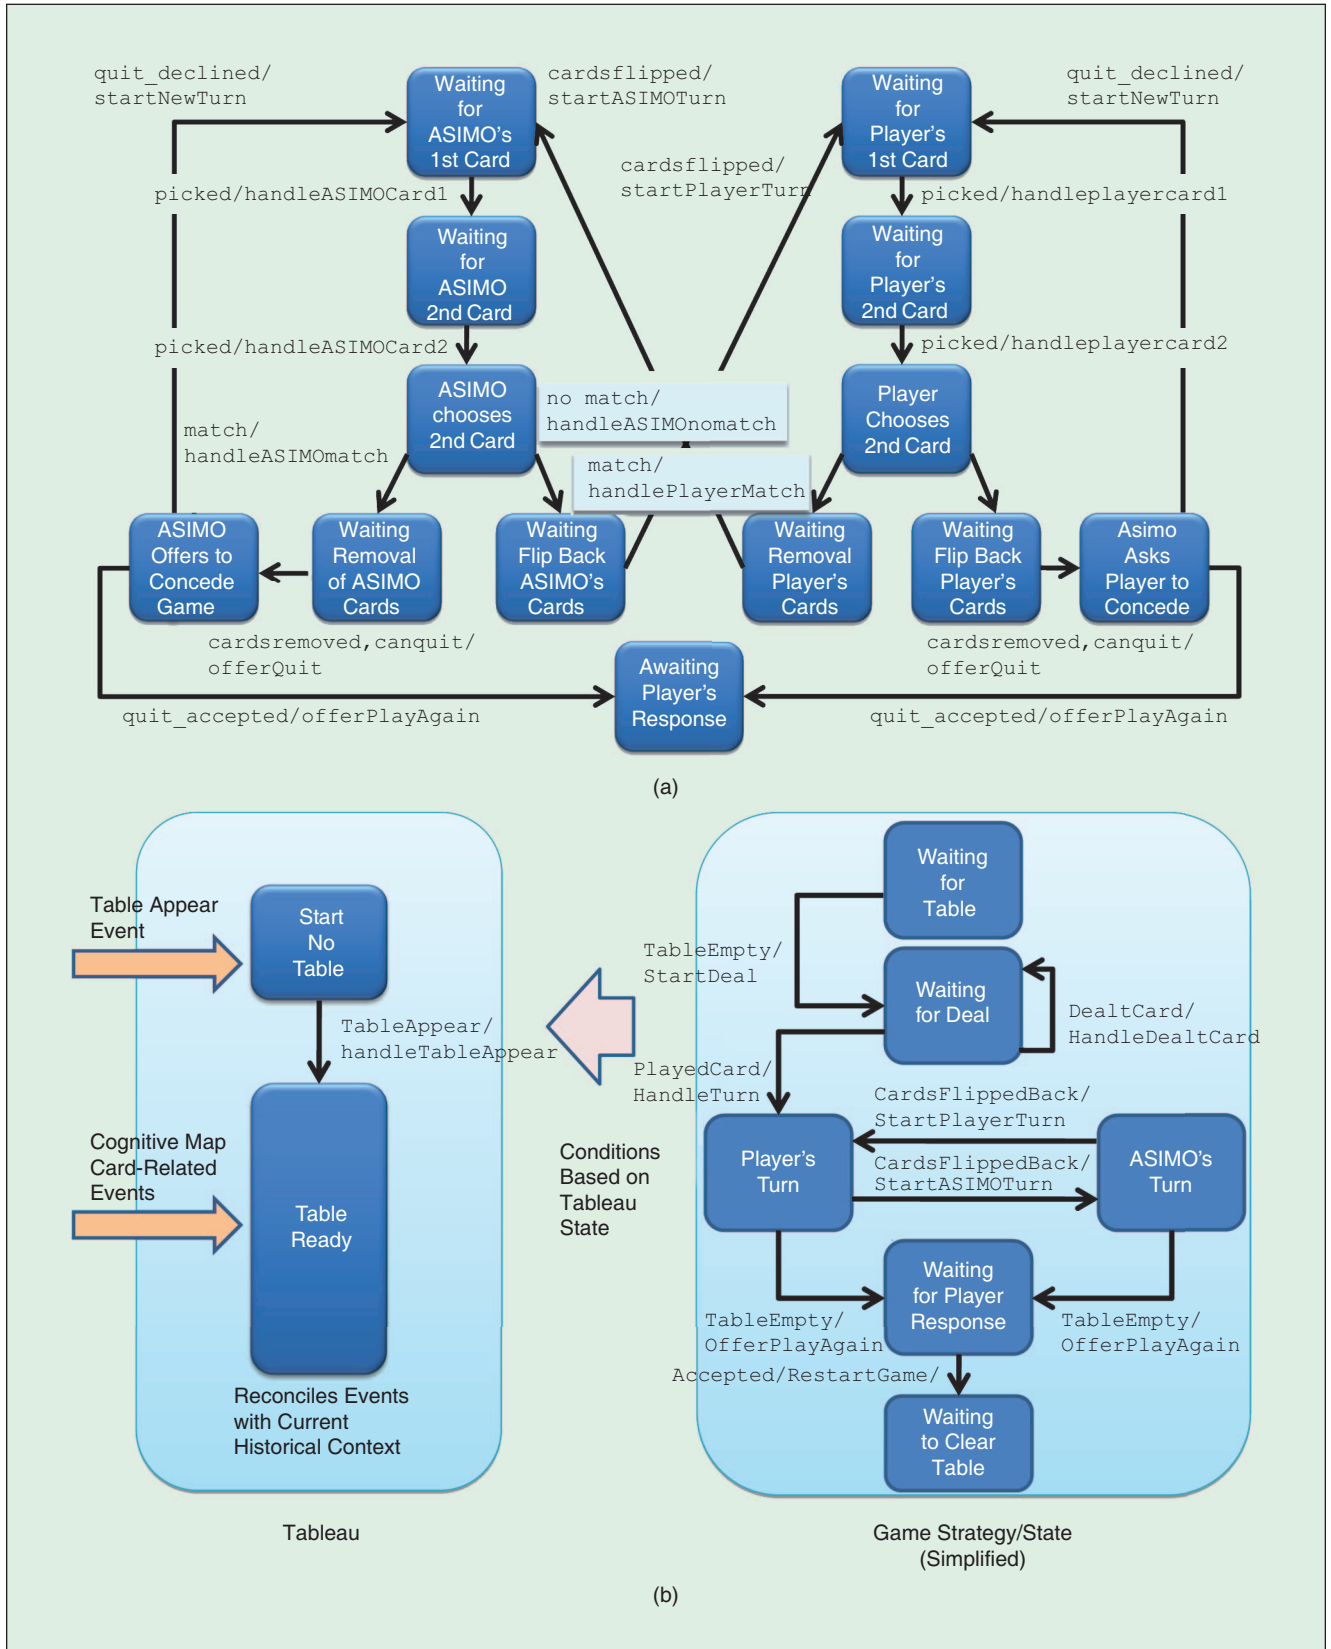 quit_declined/
startNewTurn
Waiting
for
ASIMO's
1st Card
cardsflipped/
startASIMOTurn
Waiting
for
Player's
1st Card
quit_declined/
startNewTurn
cardsflipped/
startPlayerTurn
picked/handleASIMOCard1
picked/handleplayercard1
Waiting
for
ASIMO
2nd Card
Waiting
for
Player's
2nd Card
picked/handleASIMOCard2
picked/handleplayercard2
ASIMO
chooses
2nd Card
no match/
handleASIMOnomatch
Player
Chooses
2nd Card
match/
handleASIMOmatch
match/
handlePlayerMatch
ASIMO
Offers to
Concede
Game
Waiting
Removal
of ASIMO
Cards
Waiting
Flip Back
ASIMO's
Cards
Waiting
Removal
Player's
Cards
Waiting
Flip Back
Player's
Cards
Asimo
Asks
Player to
Concede
cardsremoved,canquit/
offerQuit
cardsremoved,canquit/
offerQuit
Awaiting
Player's
Response
quit_accepted/offerPlayAgain
quit_accepted/offerPlayAgain
(a)
Table Appear
Event
Start
No
Table
TableAppear/
handleTableAppear
Cognitive Map
Card-Related
Events
Table
Ready
Reconciles Events
with Current
Historical Context
Tableau
Conditions
Based on
Tableau
State
Waiting
for
Table
TableEmpty/
StartDeal
Waiting
for Deal
DealtCard/
HandleDealtCard
PlayedCard/
HandleTurn
CardsFlippedBack/
StartPlayerTurn
Player's
Turn
CardsFlippedBack/
StartASIMOTurn
ASIMO's
Turn
Waiting
for Player
Response
TableEmpty/
OfferPlayAgain
TableEmpty/
OfferPlayAgain
Accepted/RestartGame/
Waiting
to Clear
Table
Game Strategy/State
(Simplified)
(b)